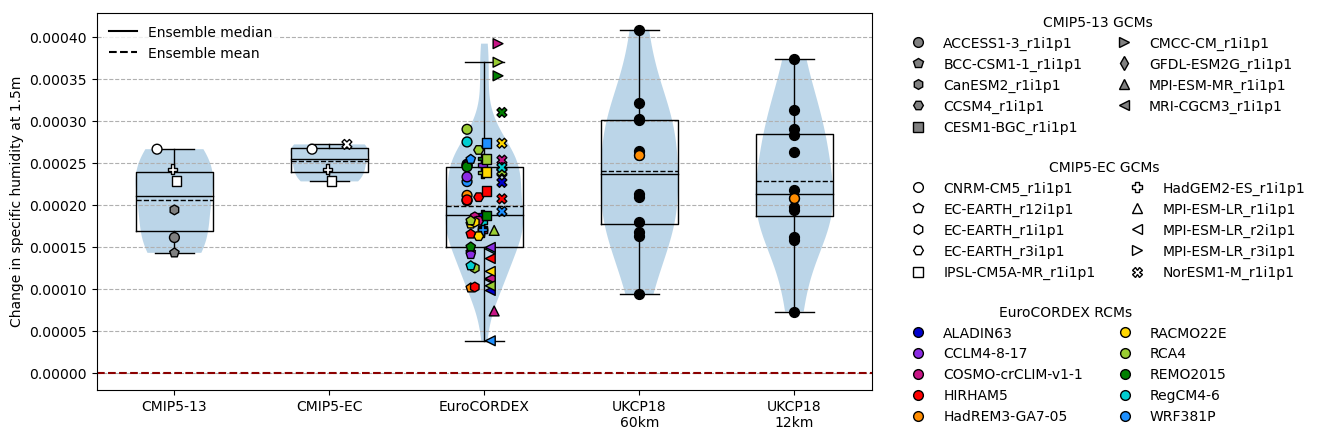 Change in specific humidity at 1.5m
0.00040
0.00035
0.00030
0.00025
0.00020
0.00015
0.00010
0.00005
0.00000
Ensemble median
Ensemble mean
CMIP5-13
CMIP5-EC
EuroCORDEX
UKCP18
60km
UKCP18
12km
CMIP5-13 GCMs
ACCESS1-3_r1i1p1
BCC-CSM1-1_r1i1p1
CanESM2_r1i1p1
CCSM4_r1i1p1
CESM1-BGC_r1i1p1
CMCC-CM_r1i1p1
GFDL-ESM2G_r1i1p1
MPI-ESM-MR_r1i1p1
MRI-CGCM3_r1i1p1
CMIP5-EC GCMs
CNRM-CM5_r1i1p1
EC-EARTH_r12i1p1
EC-EARTH_r1i1p1
EC-EARTH_r3i1p1
IPSL-CM5A-MR_r1i1p1
HadGEM2-ES_r1i1p1
MPI-ESM-LR_r1i1p1
MPI-ESM-LR_r2i1p1
MPI-ESM-LR_r3i1p1
NorESM1-M_r1i1p1
EuroCORDEX RCMs
ALADIN63
CCLM4-8-17
COSMO-crCLIM-v1-1
HIRHAM5
HadREM3-GA7-05
RACMO22E
RCA4
REMO2015
RegCM4-6
WRF381P